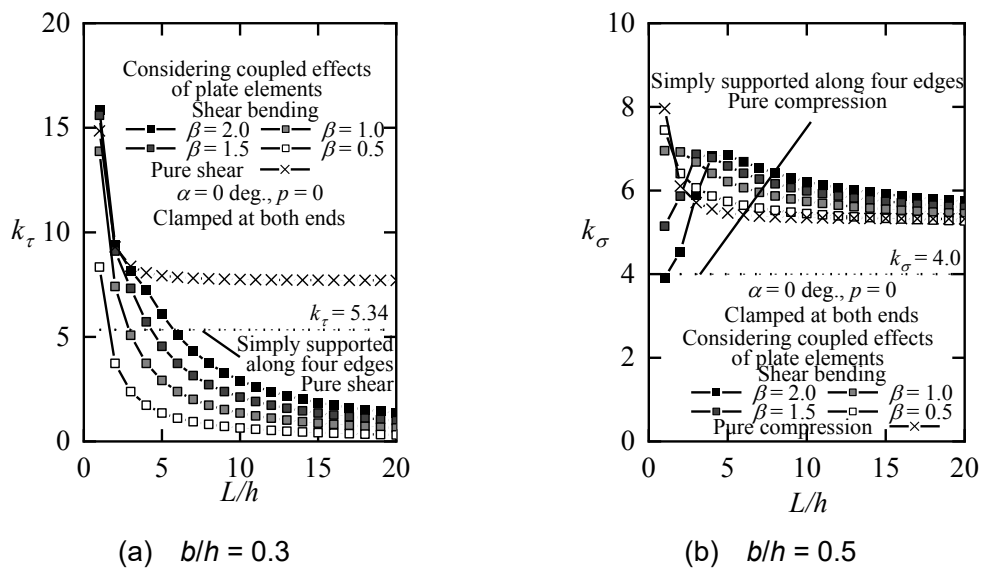 20
15
10
5
0
k_τ
Considering coupled effects
of plate elements
Shear bending
β = 2.0 β = 1.0
β = 1.5 β = 0.5
Pure shear
α = 0 deg., p = 0
Clamped at both ends
k_τ = 5.34
Simply supported
along four edges
Pure shear
0 5 10 15 20
L/h
(a) b/h = 0.3
10
8
6
4
2
0
k_σ
Simply supported along four edges
Pure compression
k_σ = 4.0
α = 0 deg., p = 0
Clamped at both ends
Considering coupled effects
of plate elements
Shear bending
β = 2.0 β = 1.0
β = 1.5 β = 0.5
Pure compression
0 5 10 15 20
L/h
(b) b/h = 0.5